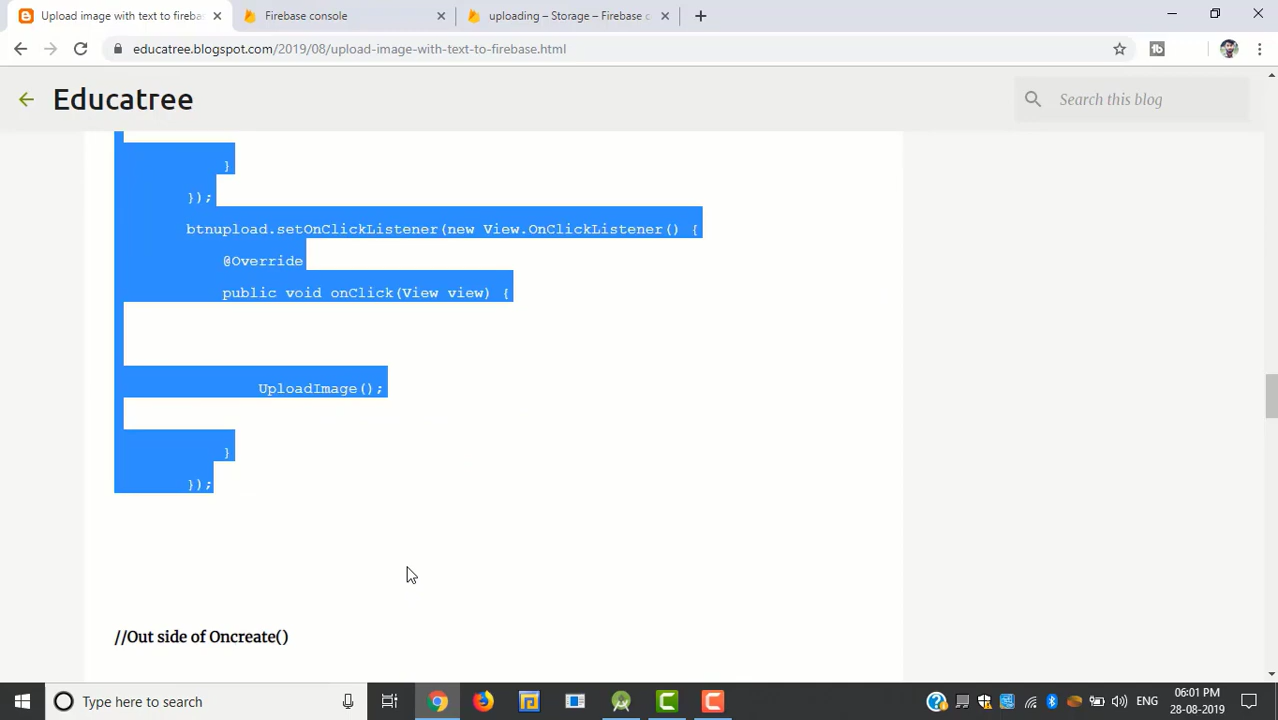 Upload image with text to fireba
Firebase console
uploading – Storage – Firebase c
educatree.blogspot.com/2019/08/upload-image-with-text-to-firebase.html
Educatree
Search this blog
}
});
btnupload.setOnClickListener(new View.OnClickListener() {
@Override
public void onClick(View view) {
UploadImage();
}
});
//Out side of Oncreate()
Type here to search
ENG
06:01 PM
28-08-2019